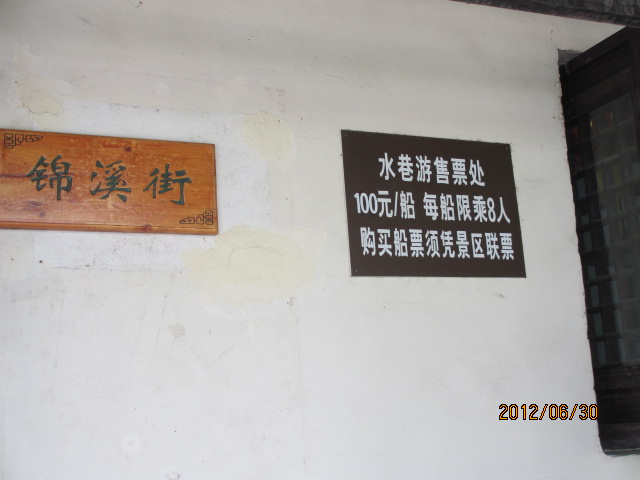 锦溪街
水巷游售票处
100元/船 每船限乘8人
购买船票须凭景区联票
2012/06/30